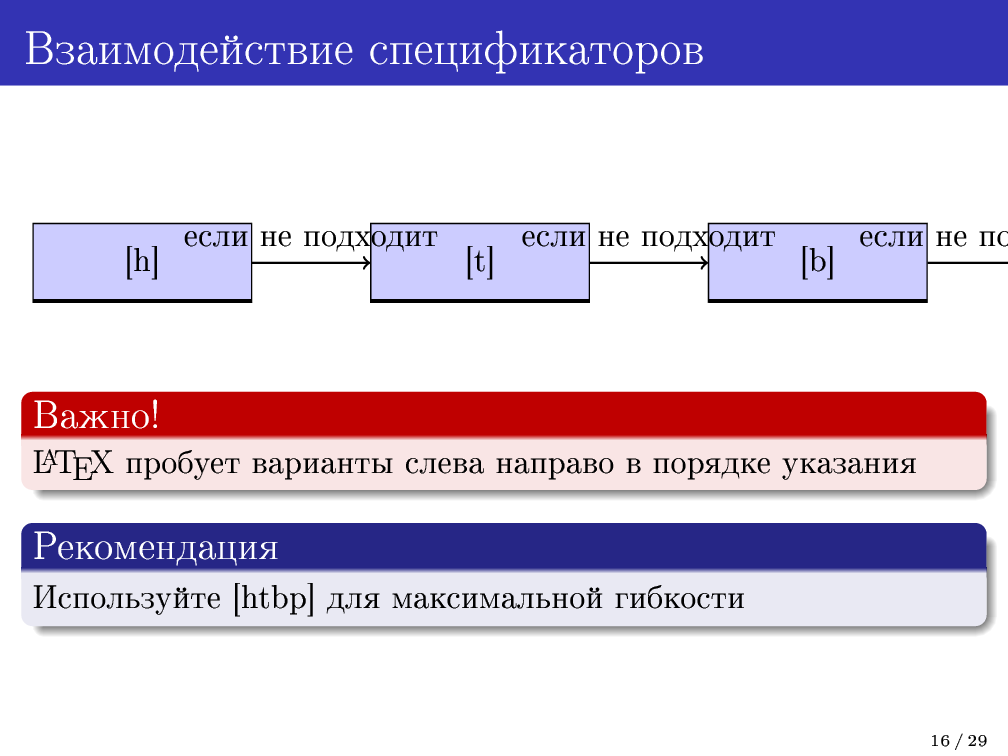 Взаимодействие спецификаторов
[h] если не подходит [t] если не подходит [b] если не
Важно!
LATEX пробует варианты слева направо в порядке указания
Рекомендация
Используйте [htbp] для максимальной гибкости
16 / 29